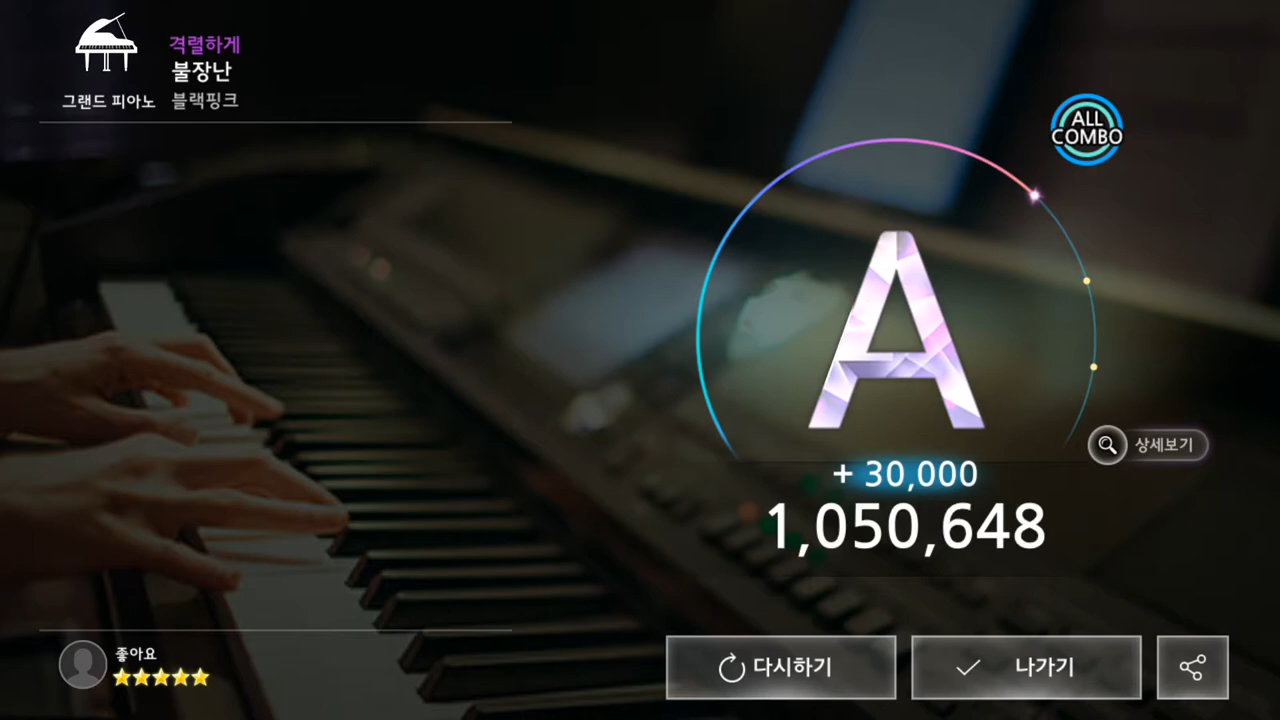 격렬하게
불장난
그랜드 피아노 블랙핑크
ALL
COMBO
A
상세보기
+ 30,000
1,050,648
좋아요
다시하기
나가기